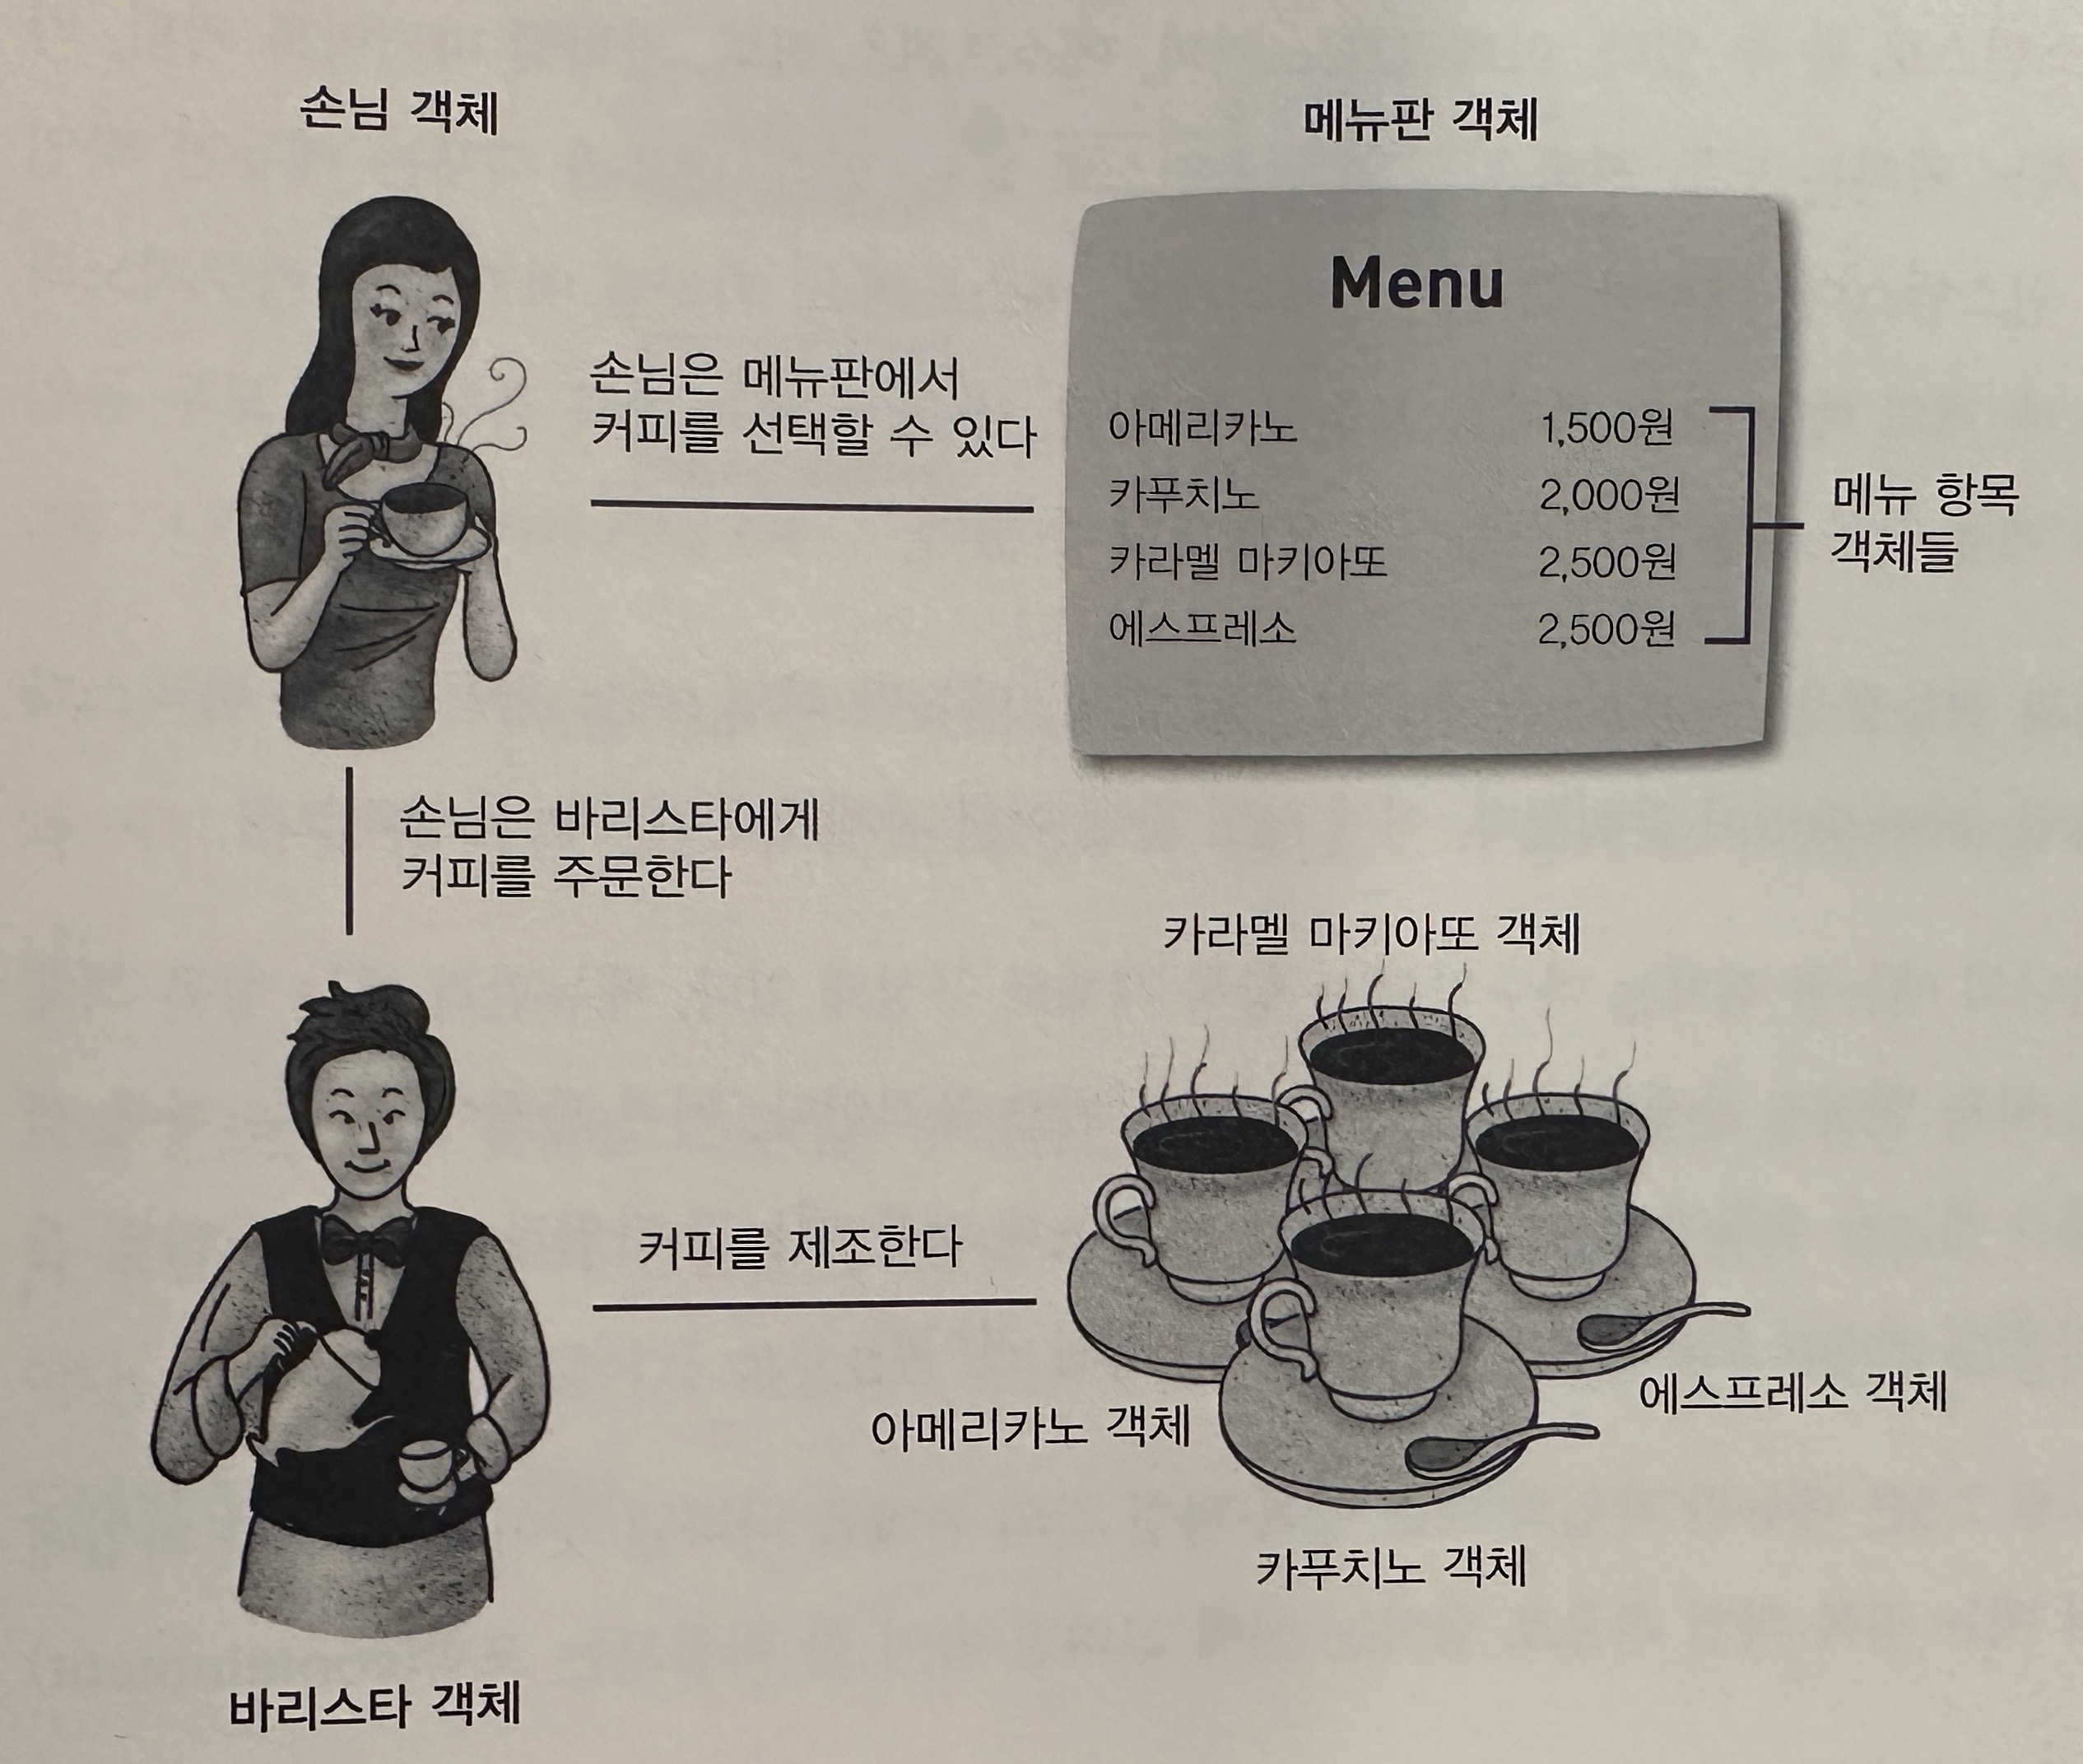 손님 객체
메뉴판 객체
Menu
손님은 메뉴판에서
커피를 선택할 수 있다
아메리카노 1,500원
카푸치노 2,000원
카라멜 마키아또 2,500원
에스프레소 2,500원
메뉴 항목
객체들
손님은 바리스타에게
커피를 주문한다
카라멜 마키아또 객체
커피를 제조한다
에스프레소 객체
아메리카노 객체
카푸치노 객체
바리스타 객체